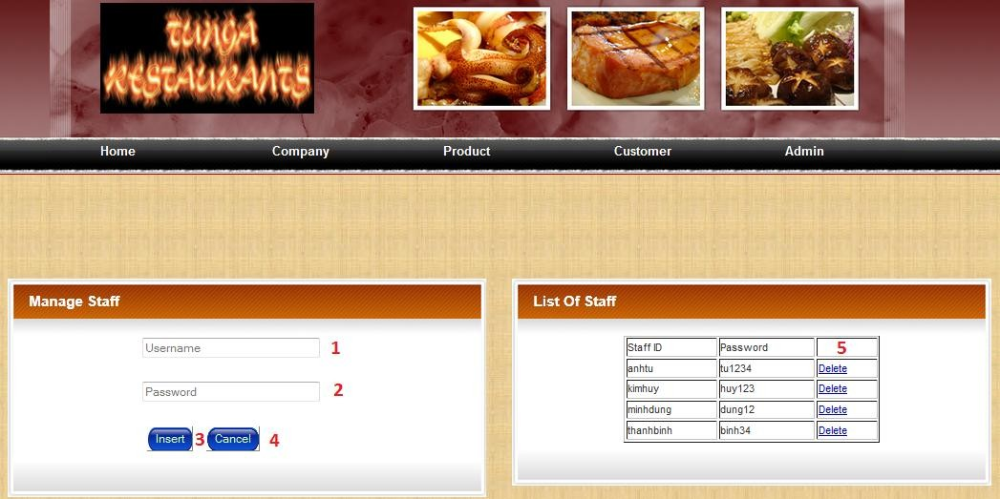 TUNGA
RESTAURANTS
Home Company Product Customer Admin
Manage Staff
Username 1
Password 2
Insert 3 Cancel 4
List Of Staff
Staff ID Password 5
anhtu tu1234 Delete
kimhuy huy123 Delete
minhdung dung12 Delete
thanhbinh binh34 Delete